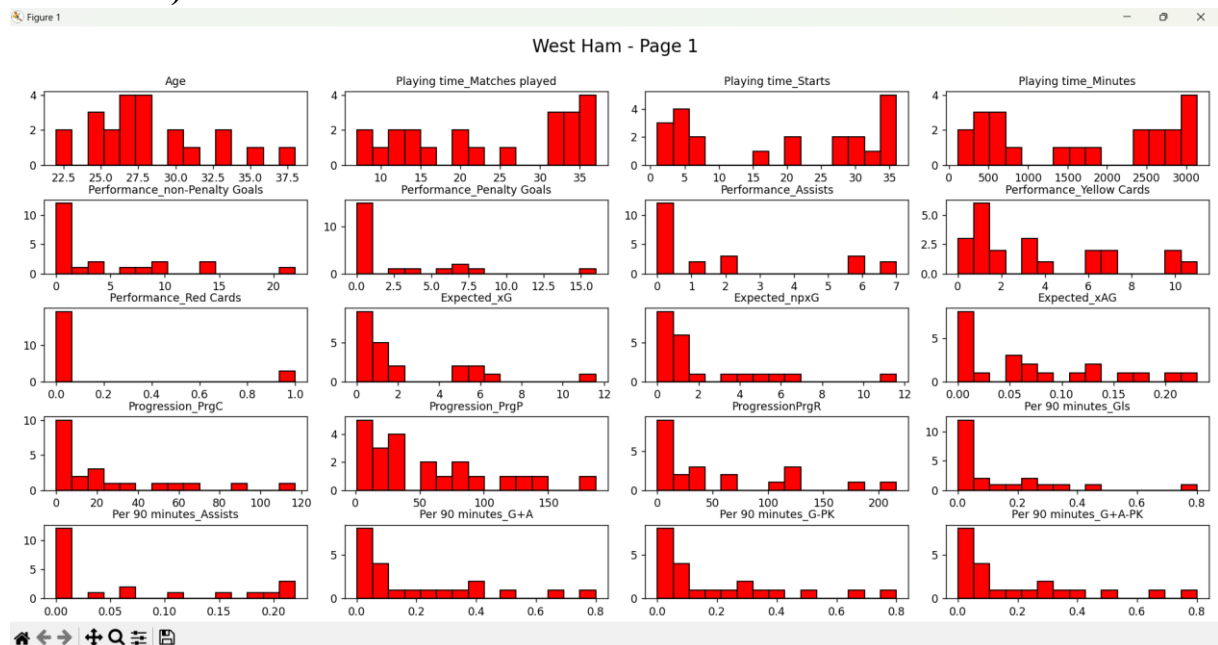 )
Figure 1
West Ham - Page 1
Age Playing time_Matches played Playing time_Starts Playing time_Minutes
4 4 4 4
2 2 2 2
0 0 0 0
22.5 25.0 27.5 30.0 32.5 35.0 37.5 10 15 20 25 30 35 0 5 10 15 20 25 30 35 0 500 1000 1500 2000 2500 3000
Performance_non-Penalty Goals Performance_Penalty Goals Performance_Assists Performance_Yellow Cards
10 10 10 5.0
5 5 2.5
0 0 0 0.0
0 5 10 15 20 0.0 2.5 5.0 7.5 10.0 12.5 15.0 0 1 2 3 4 5 6 7 0 2 4 6 8 10
Performance_Red Cards Expected_xG Expected_npxG Expected_xAG
10 5 5 5
0 0 0 0
0.0 0.2 0.4 0.6 0.8 1.0 0 2 4 6 8 10 12 0 2 4 6 8 10 12 0.00 0.05 0.10 0.15 0.20
Progression_PrgC Progression_PrgP ProgressionPrgR Per 90 minutes_Gls
10 4 5 10
5 2 5
0 0 0 0
0 20 40 60 80 100 120 0 50 100 150 0 50 100 150 200 0.0 0.2 0.4 0.6 0.8
Per 90 minutes_Assists Per 90 minutes_G+A Per 90 minutes_G-PK Per 90 minutes_G+A-PK
10 5 5 5
5
0 0 0 0
0.00 0.05 0.10 0.15 0.20 0.0 0.2 0.4 0.6 0.8 0.0 0.2 0.4 0.6 0.8 0.0 0.2 0.4 0.6 0.8